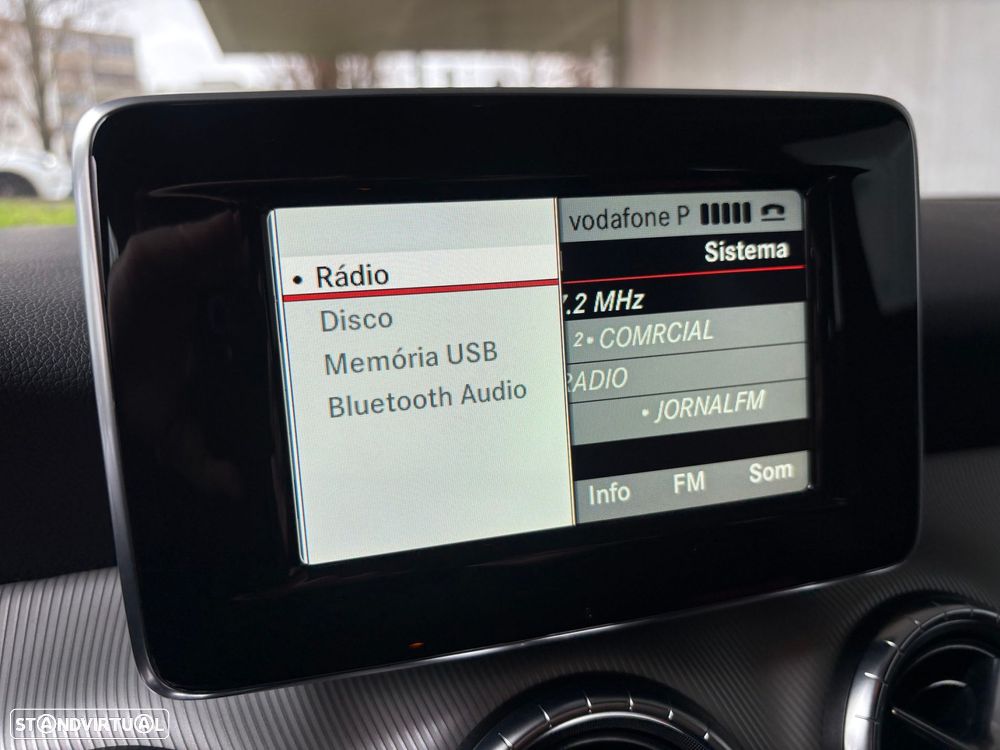 vodafone P
Sistema
• Rádio
Disco
Memória USB
Bluetooth Audio
.2 MHz
2• COMRCIAL
RADIO
• JORNALFM
Info FM Som
STANDVIRTUAL